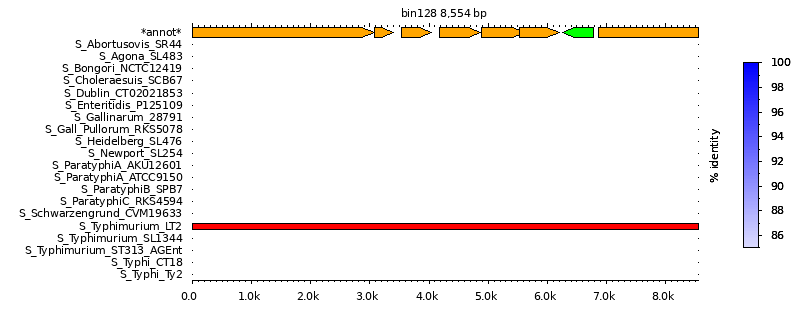 bin128 8,554 bp
*annot*
S_Abortusovis_SR44
S_Agona_SL483
S_Bongori_NCTC12419
S_Choleraesuis_SCB67
S_Dublin_CT02021853
S_Enteritidis_P125109
S_Gallinarum_28791
S_Gall_Pullorum_RKS5078
S_Heidelberg_SL476
S_Newport_SL254
S_ParatyphiA_AKU12601
S_ParatyphiA_ATCC9150
S_ParatyphiB_SPB7
S_ParatyphiC_RKS4594
S_Schwarzengrund_CVM19633
S_Typhimurium_LT2
S_Typhimurium_SL1344
S_Typhimurium_ST313_AGEnt
S_Typhi_CT18
S_Typhi_Ty2
0.0 1.0k 2.0k 3.0k 4.0k 5.0k 6.0k 7.0k 8.0k
% identity
100
98
96
94
92
90
88
86